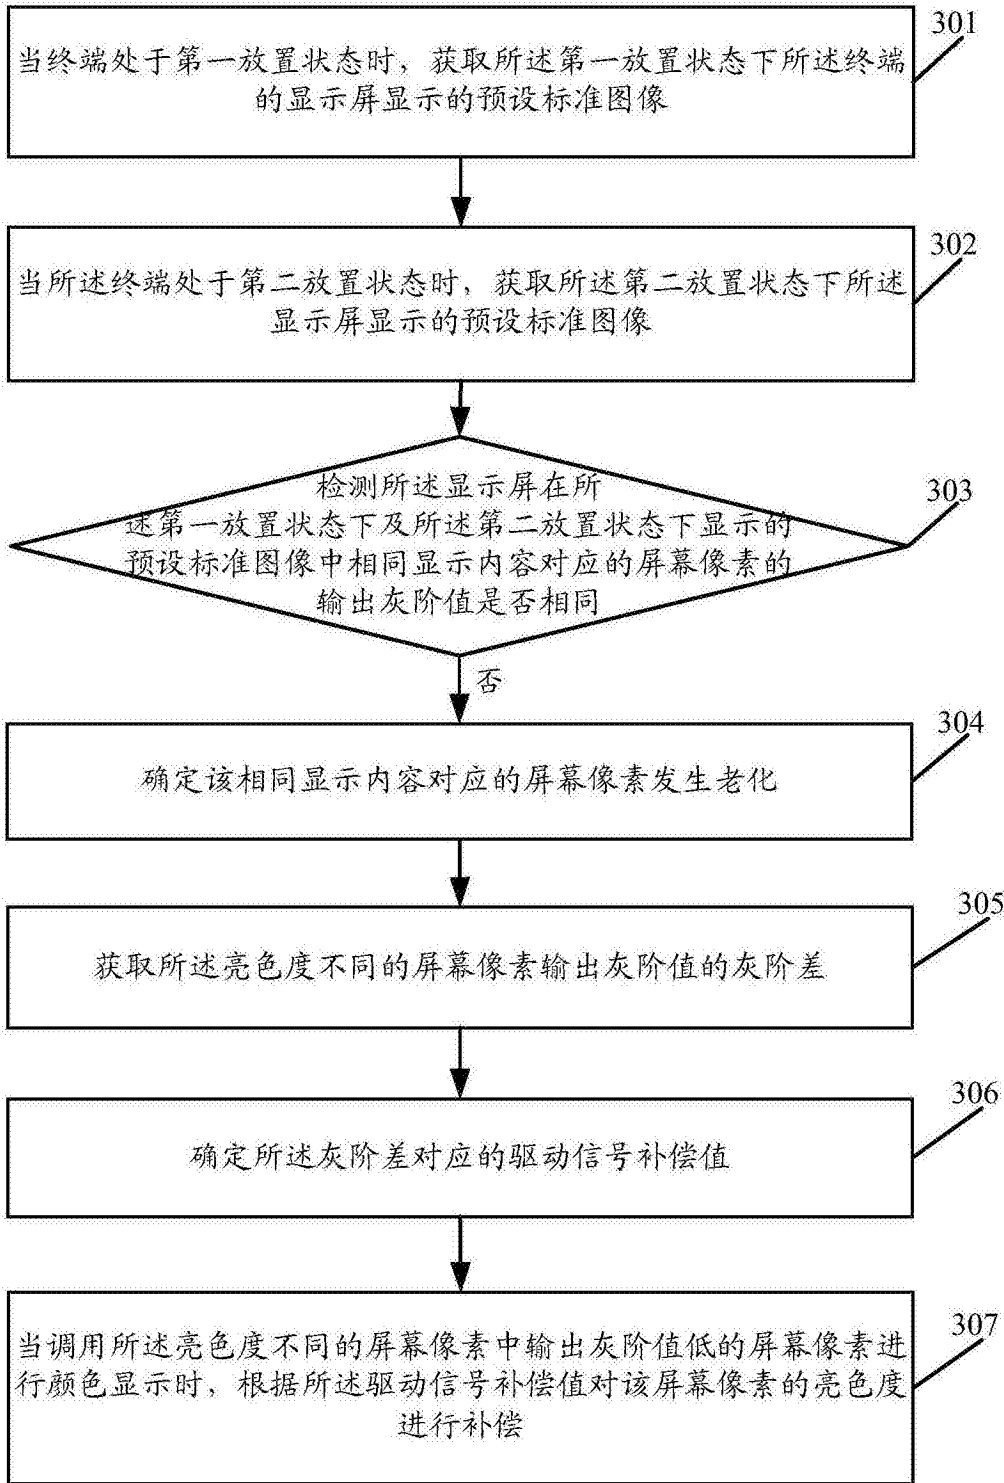 301
当终端处于第一放置状态时，获取所述第一放置状态下所述终端
的显示屏显示的预设标准图像
302
当所述终端处于第二放置状态时，获取所述第二放置状态下所述
显示屏显示的预设标准图像
303
检测所述显示屏在所
述第一放置状态下及所述第二放置状态下显示的
预设标准图像中相同显示内容对应的屏幕像素的
输出灰阶值是否相同
否
304
确定该相同显示内容对应的屏幕像素发生老化
305
获取所述亮色度不同的屏幕像素输出灰阶值的灰阶差
306
确定所述灰阶差对应的驱动信号补偿值
307
当调用所述亮色度不同的屏幕像素中输出灰阶值低的屏幕像素进
行颜色显示时，根据所述驱动信号补偿值对该屏幕像素的亮色度
进行补偿